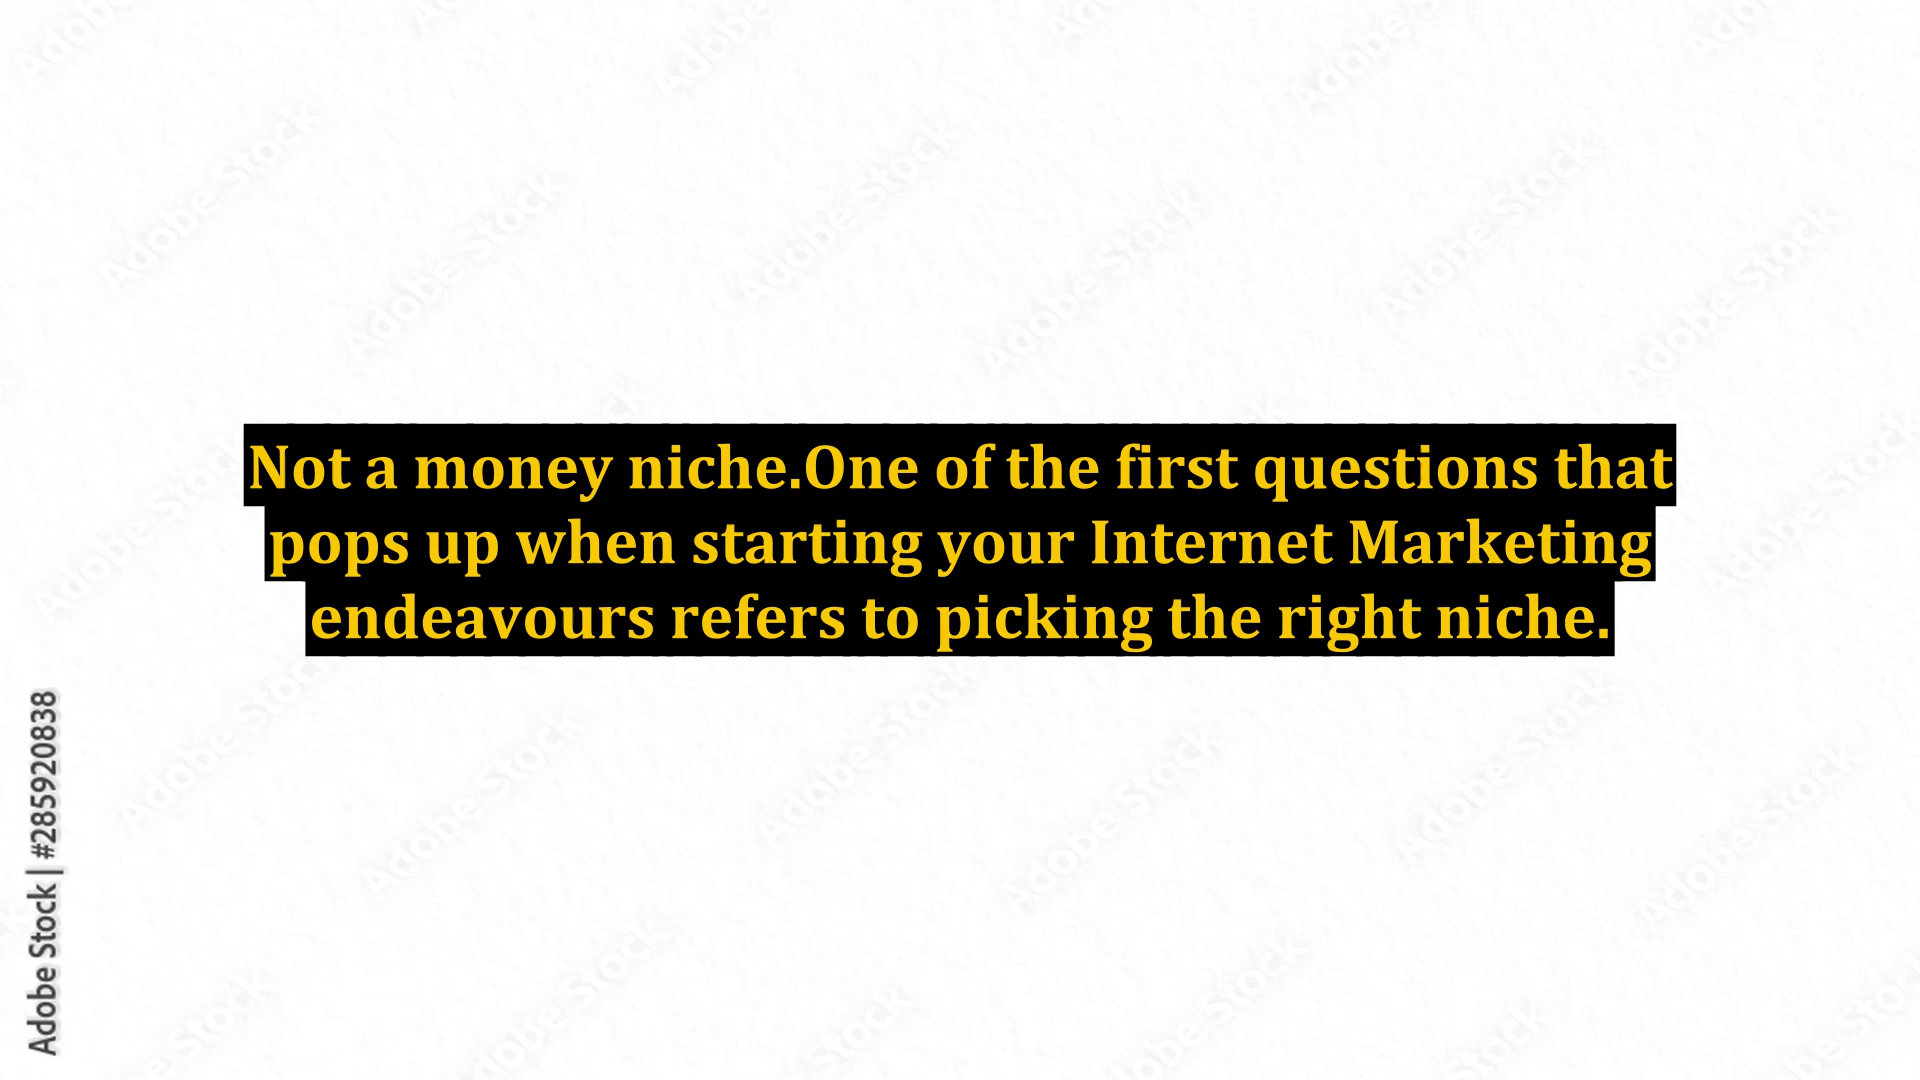 Not a money niche.One of the first questions that
pops up when starting your Internet Marketing
endeavours refers to picking the right niche.
Adobe Stock | #285920838